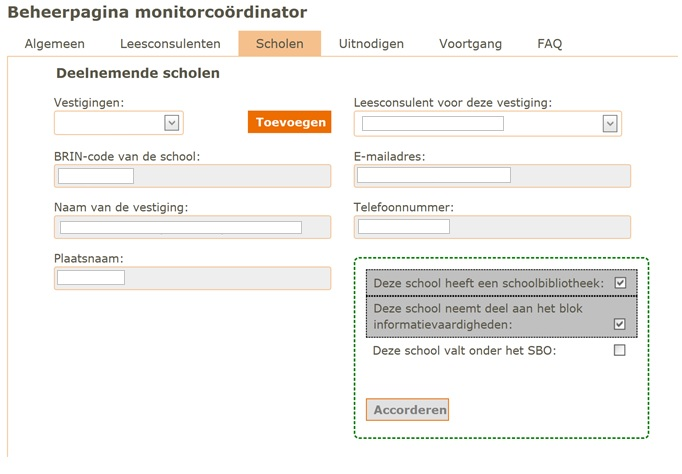 Beheerpagina monitorcoördinator
Algemeen Leesconsulenten Scholen Uitnodigen Voortgang FAQ
Deelnemende scholen
Vestigingen:
Toevoegen
Leesconsulent voor deze vestiging:
BRIN-code van de school:
E-mailadres:
Naam van de vestiging:
Telefoonnummer:
Plaatsnaam:
Deze school heeft een schoolbibliotheek:
Deze school neemt deel aan het blok
informatievaardigheden:
Deze school valt onder het SBO:
Accorderen